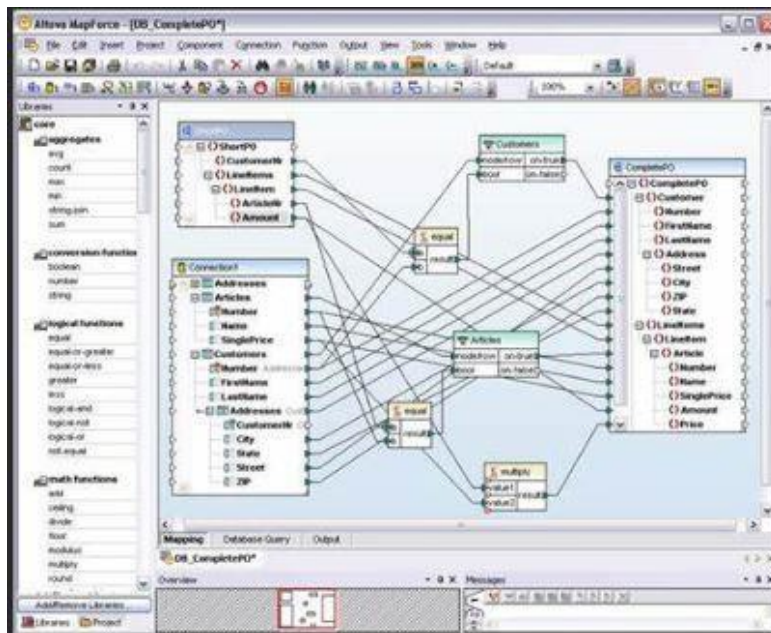 Altova MapForce - [DB_CompletePO*]
File Edit Insert Project Component Connection Function Output View Tools Window Help
Default
100%
Libraries
core
aggregates
avg
count
max
min
string-join
sum
conversion functions
boolean
number
string
logical functions
equal
equal-or-greater
equal-or-less
greater
less
logical-and
logical-not
logical-or
not-equal
math functions
add
ceiling
divide
floor
modulus
multiply
round
Add/Remove Libraries...
Libraries Project
ShortPO
ShortPO
CustomerNr
LineItems
LineItem
ArticleNr
Amount
Connection1
Addresses
Articles
Number
Name
SinglePrice
Customers
Number
FirstName
LastName
Addresses
CustomerNr
City
State
Street
ZIP
Customers
node/row on-true
bool on-false
equal
a
b
result
Articles
node/row on-true
bool on-false
equal
a
b
result
multiply
value1
value2
result
CompletePO
CompletePO
Customer
Number
FirstName
LastName
Address
Street
City
ZIP
State
LineItems
LineItem
Article
Number
Name
SinglePrice
Amount
Price
Mapping Database Query Output
DB_CompletePO*
Overview
Messages